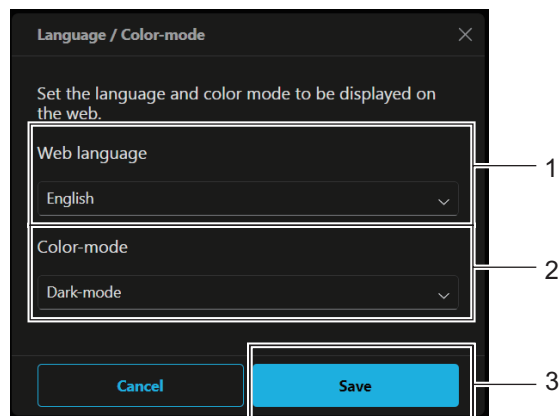 Language / Color-mode
Set the language and color mode to be displayed on
the web.
Web language
1
English
Color-mode
2
Dark-mode
Cancel
Save
3